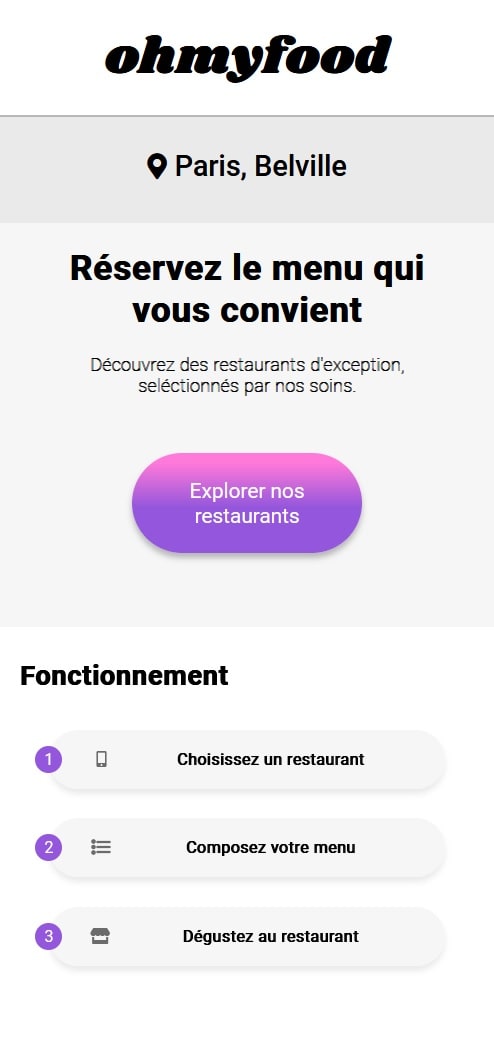 ohmyfood
Paris, Belville
Réservez le menu qui
vous convient
Découvrez des restaurants d'exception,
seléctionnés par nos soins.
Explorer nos
restaurants
Fonctionnement
1 Choisissez un restaurant
2 Composez votre menu
3 Dégustez au restaurant